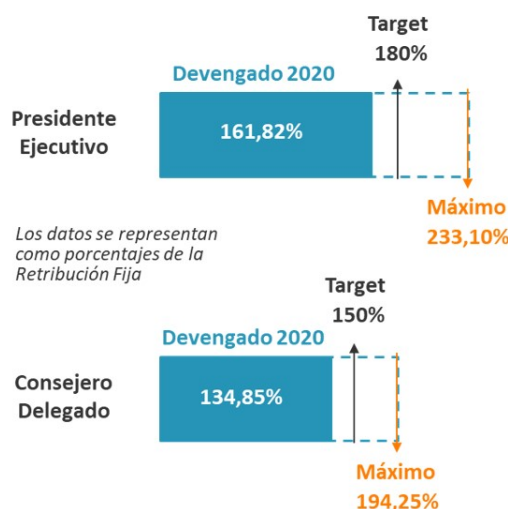 Target
180%
Devengado 2020
Presidente
Ejecutivo
161,82%
Máximo
233,10%
Los datos se representan
como porcentajes de la
Retribución Fija
Target
150%
Devengado 2020
Consejero
Delegado
134,85%
Máximo
194,25%